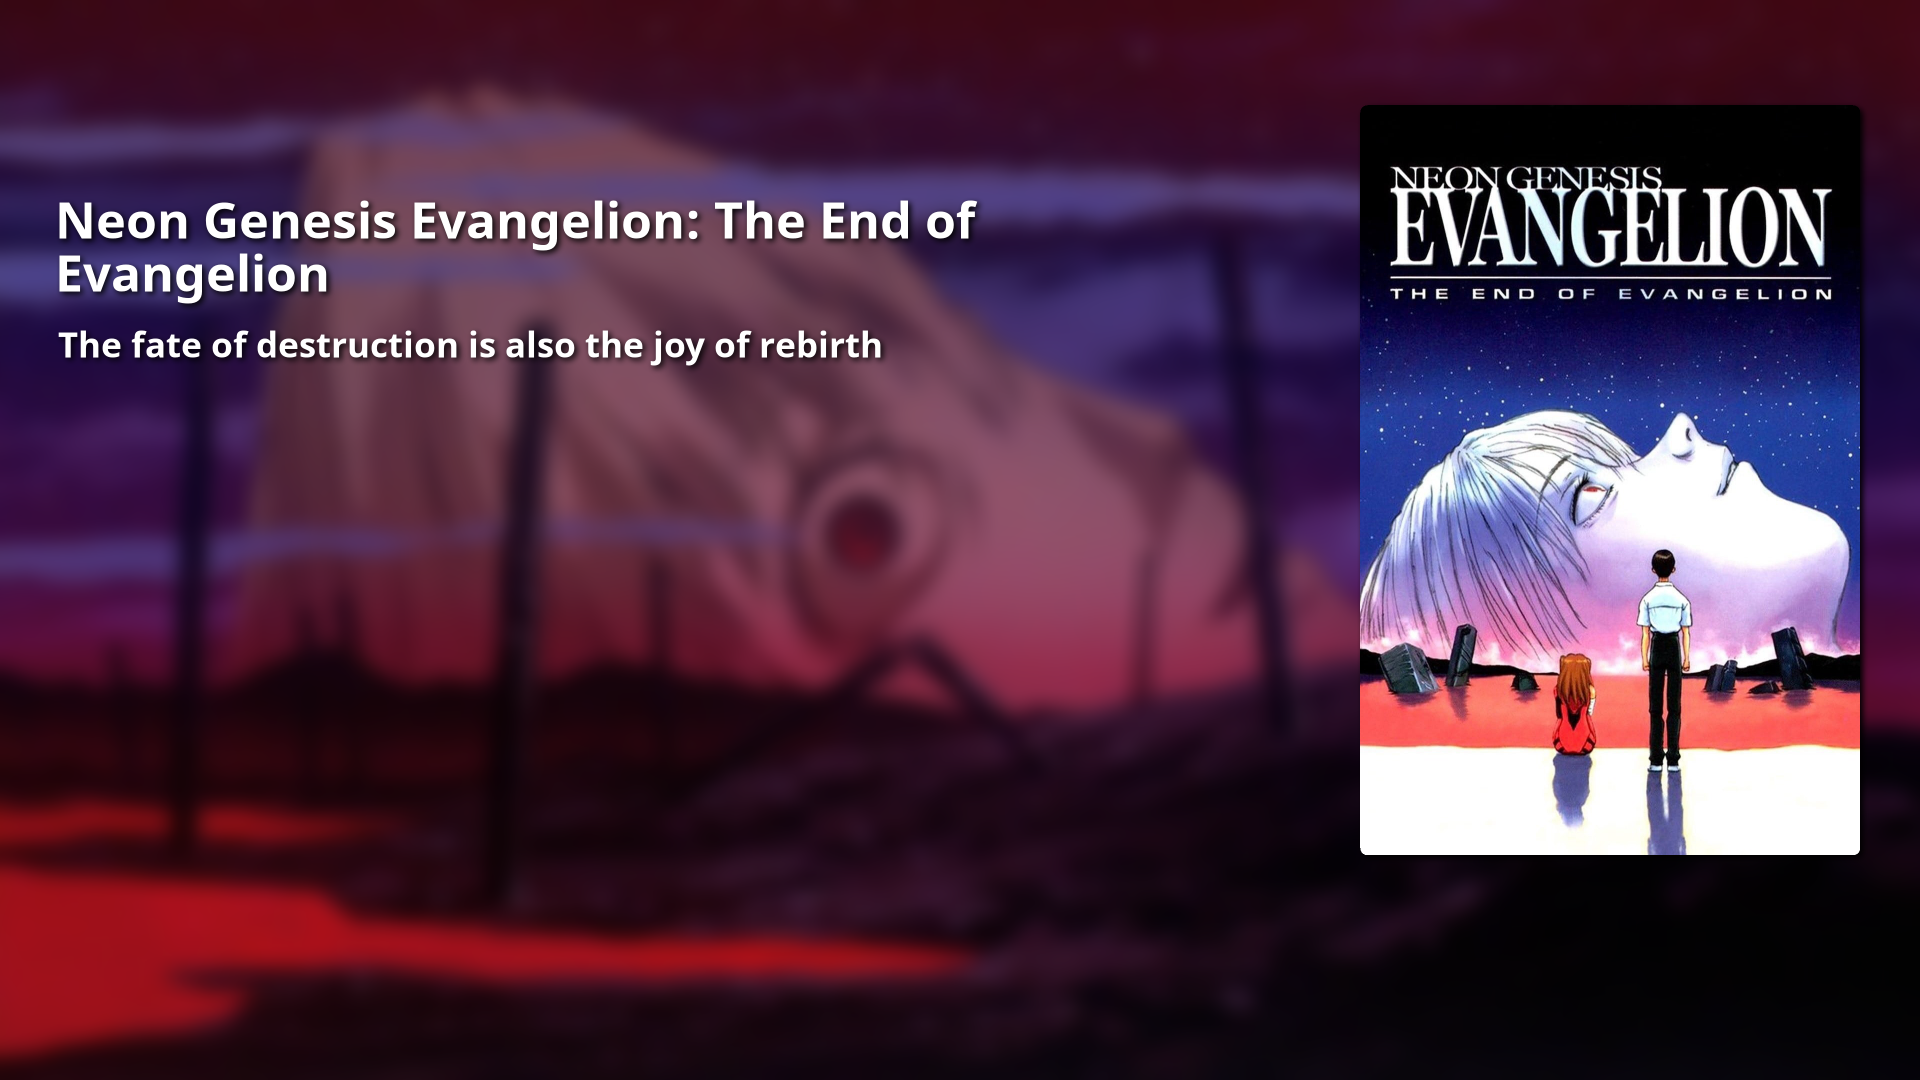 Neon Genesis Evangelion: The End of
Evangelion
The fate of destruction is also the joy of rebirth
NEON GENESIS
EVANGELION
THE END OF EVANGELION